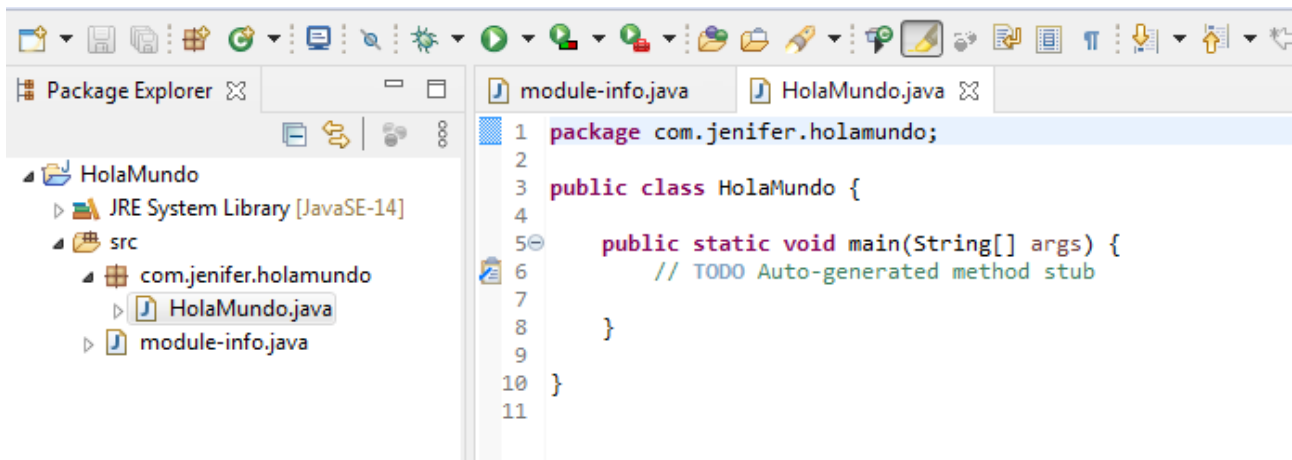 Package Explorer
HolaMundo
JRE System Library [JavaSE-14]
src
com.jenifer.holamundo
HolaMundo.java
module-info.java
module-info.java HolaMundo.java
1 package com.jenifer.holamundo;
2
3 public class HolaMundo {
4
5 public static void main(String[] args) {
6 // TODO Auto-generated method stub
7
8 }
9
10 }
11